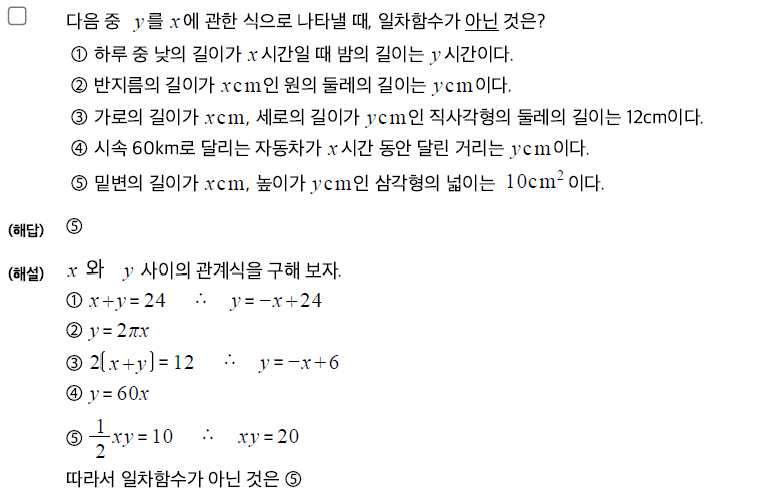 다음 중 y를 x에 관한 식으로 나타낼 때, 일차함수가 아닌 것은?
① 하루 중 낮의 길이가 x시간일 때 밤의 길이는 y시간이다.
② 반지름의 길이가 xcm인 원의 둘레의 길이는 ycm이다.
③ 가로의 길이가 xcm, 세로의 길이가 ycm인 직사각형의 둘레의 길이는 12cm이다.
④ 시속 60km로 달리는 자동차가 x시간 동안 달린 거리는 ycm이다.
⑤ 밑변의 길이가 xcm, 높이가 ycm인 삼각형의 넓이는 10cm² 이다.
(해답) ⑤
(해설) x 와 y 사이의 관계식을 구해 보자.
① x+y=24 ∴ y=−x+24
② y=2πx
③ 2(x+y)=12 ∴ y=−x+6
④ y=60x
⑤ 1/2 xy=10 ∴ xy=20
따라서 일차함수가 아닌 것은 ⑤